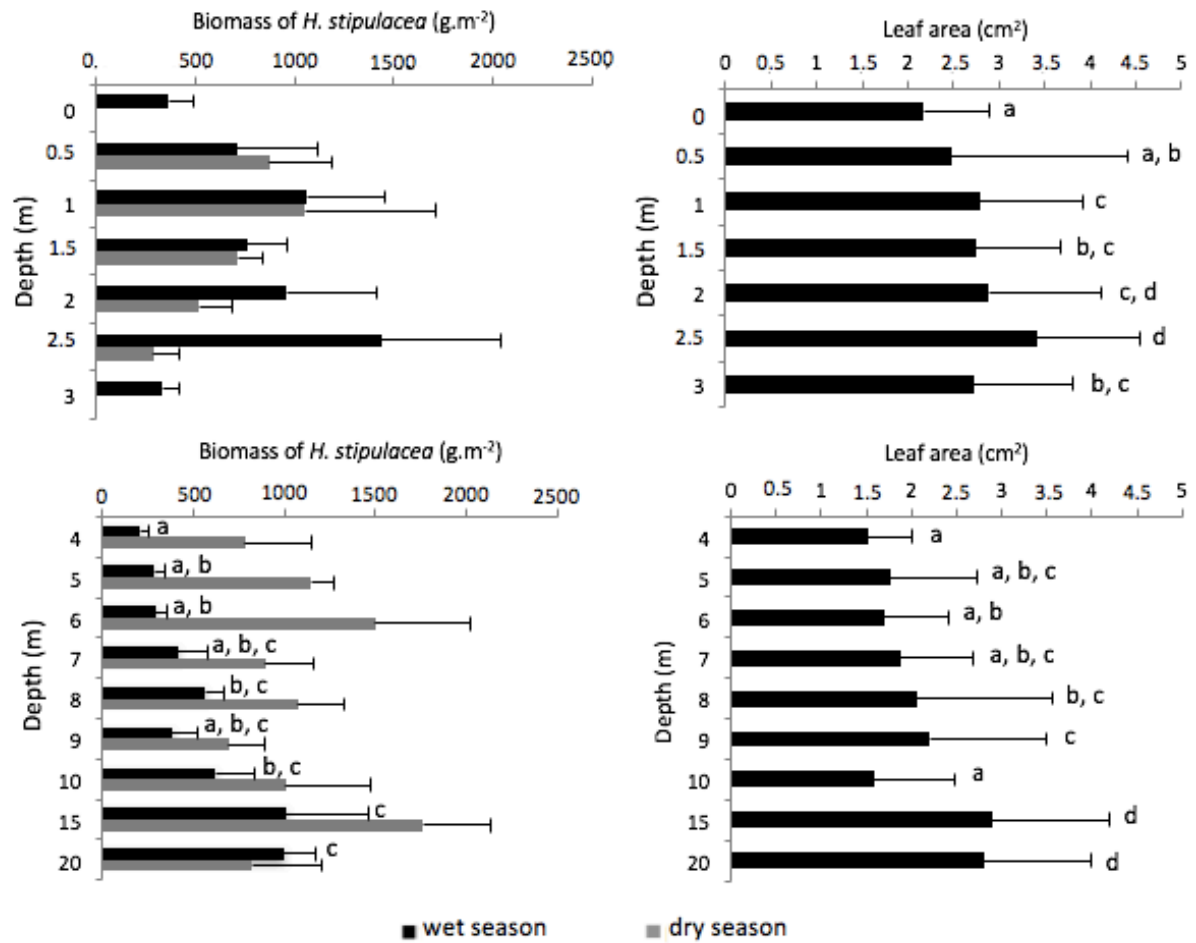 Biomass of H. stipulacea (g.m-2)
0. 500 1000 1500 2000 2500
Depth (m)
0
0.5
1
1.5
2
2.5
3
Leaf area (cm2)
0 0.5 1 1.5 2 2.5 3 3.5 4 4.5 5
Depth (m)
0 a
0.5 a, b
1 c
1.5 b, c
2 c, d
2.5 d
3 b, c
Biomass of H. stipulacea (g.m-2)
0 500 1000 1500 2000 2500
Depth (m)
4 a
5 a, b
6 a, b
7 a, b, c
8 b, c
9 a, b, c
10 b, c
15 c
20 c
Leaf area (cm2)
0 0.5 1 1.5 2 2.5 3 3.5 4 4.5 5
Depth (m)
4 a
5 a, b, c
6 a, b
7 a, b, c
8 b, c
9 c
10 a
15 d
20 d
wet season dry season